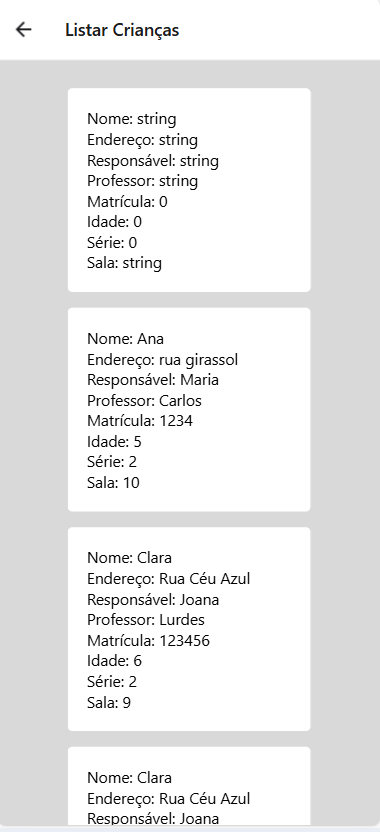 Listar Crianças
Nome: string
Endereço: string
Responsável: string
Professor: string
Matrícula: 0
Idade: 0
Série: 0
Sala: string
Nome: Ana
Endereço: rua girassol
Responsável: Maria
Professor: Carlos
Matrícula: 1234
Idade: 5
Série: 2
Sala: 10
Nome: Clara
Endereço: Rua Céu Azul
Responsável: Joana
Professor: Lurdes
Matrícula: 123456
Idade: 6
Série: 2
Sala: 9
Nome: Clara
Endereço: Rua Céu Azul
Responsável: Joana